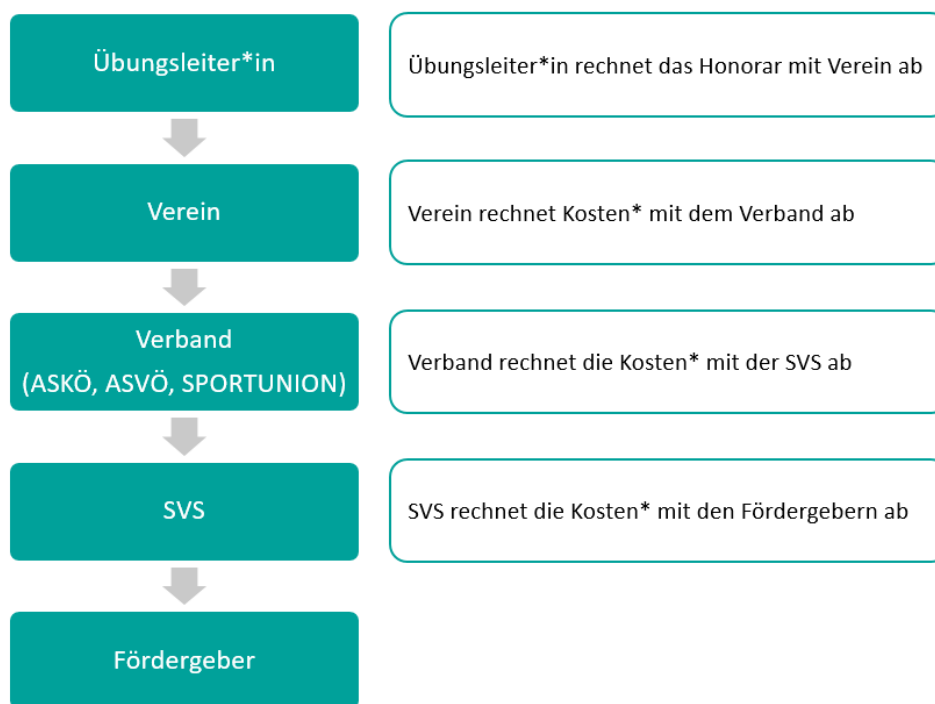 Übungsleiter*in
Übungsleiter*in rechnet das Honorar mit Verein ab
Verein
Verein rechnet Kosten* mit dem Verband ab
Verband
(ASKÖ, ASVÖ, SPORTUNION)
Verband rechnet die Kosten* mit der SVS ab
SVS
SVS rechnet die Kosten* mit den Fördergebern ab
Fördergeber